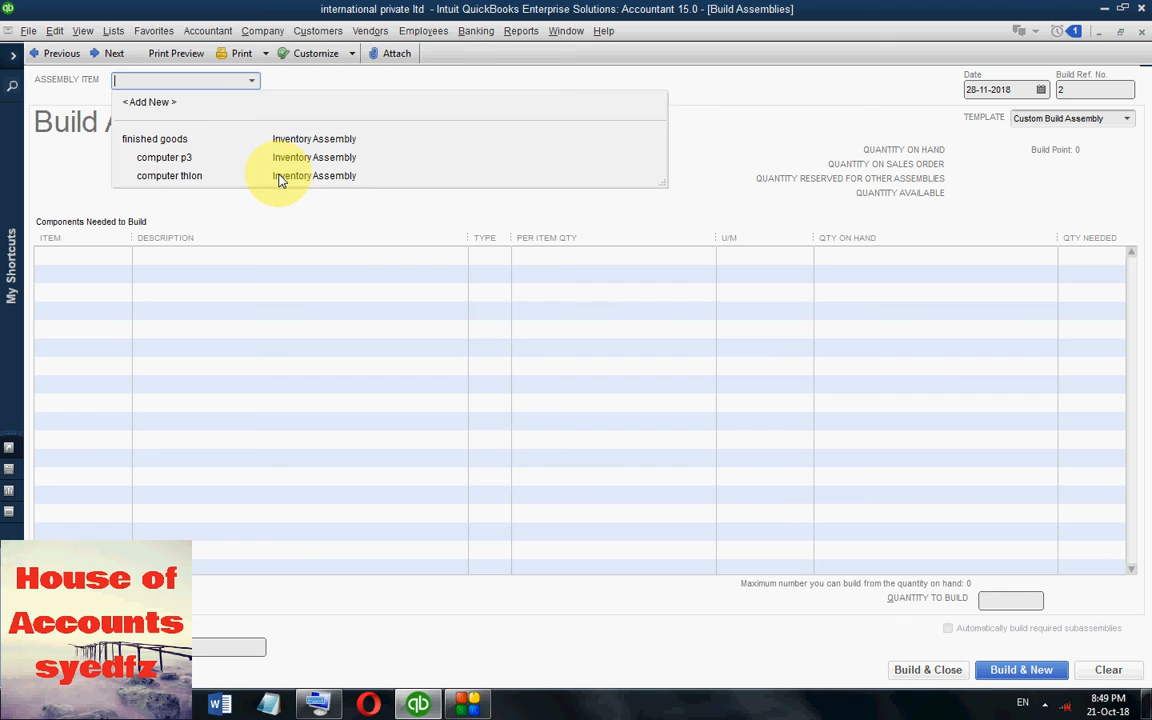 international private ltd - Intuit QuickBooks Enterprise Solutions: Accountant 15.0 - [Build Assemblies]
File Edit View Lists Favorites Accountant Company Customers Vendors Employees Banking Reports Window Help
1
Previous Next Print Preview Print Customize Attach
ASSEMBLY ITEM
Date Build Ref. No.
28-11-2018 2
< Add New >
Build A
TEMPLATE Custom Build Assembly
finished goods Inventory Assembly
computer p3 Inventory Assembly
computer thlon Inventory Assembly
QUANTITY ON HAND Build Point: 0
QUANTITY ON SALES ORDER
QUANTITY RESERVED FOR OTHER ASSEMBLIES
QUANTITY AVAILABLE
My Shortcuts
Components Needed to Build
ITEM DESCRIPTION TYPE PER ITEM QTY U/M QTY ON HAND QTY NEEDED
Maximum number you can build from the quantity on hand: 0
QUANTITY TO BUILD
Automatically build required subassemblies
Build & Close Build & New Clear
House of
Accounts
syedfz
EN 8:49 PM
21-Oct-18